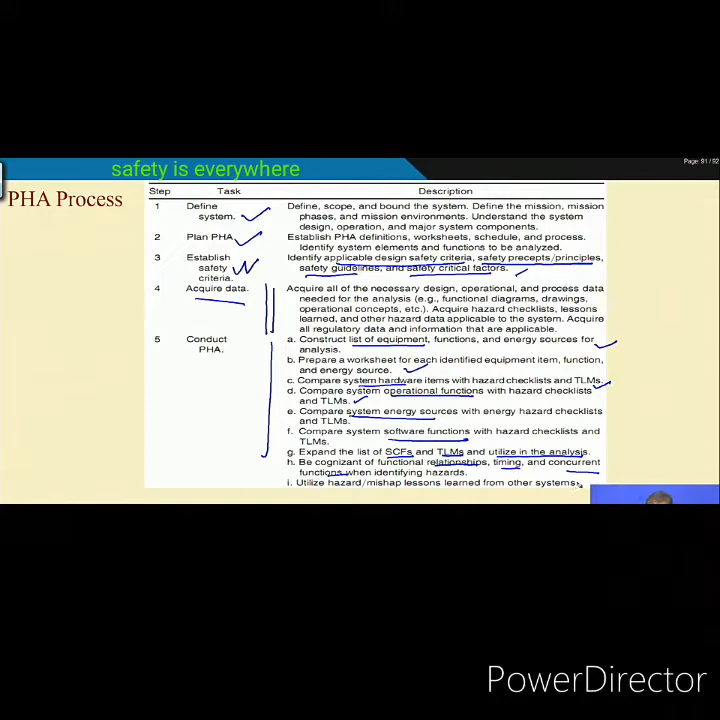 safety is everywhere
Page: 91 / 92
PHA Process
Step Task Description
1 Define system. Define, scope, and bound the system. Define the mission, mission
phases, and mission environments. Understand the system
design, operation, and major system components.
2 Plan PHA. Establish PHA definitions, worksheets, schedule, and process.
Identify system elements and functions to be analyzed.
3 Establish safety criteria. Identify applicable design safety criteria, safety precepts/principles,
safety guidelines, and safety critical factors.
4 Acquire data. Acquire all of the necessary design, operational, and process data
needed for the analysis (e.g., functional diagrams, drawings,
operational concepts, etc.). Acquire hazard checklists, lessons
learned, and other hazard data applicable to the system. Acquire
all regulatory data and information that are applicable.
5 Conduct PHA. a. Construct list of equipment, functions, and energy sources for
analysis.
b. Prepare a worksheet for each identified equipment item, function,
and energy source.
c. Compare system hardware items with hazard checklists and TLMs.
d. Compare system operational functions with hazard checklists
and TLMs.
e. Compare system energy sources with energy hazard checklists
and TLMs.
f. Compare system software functions with hazard checklists and
TLMs.
g. Expand the list of SCFs and TLMs and utilize in the analysis.
h. Be cognizant of functional relationships, timing, and concurrent
functions when identifying hazards.
i. Utilize hazard/mishap lessons learned from other systems.
PowerDirector